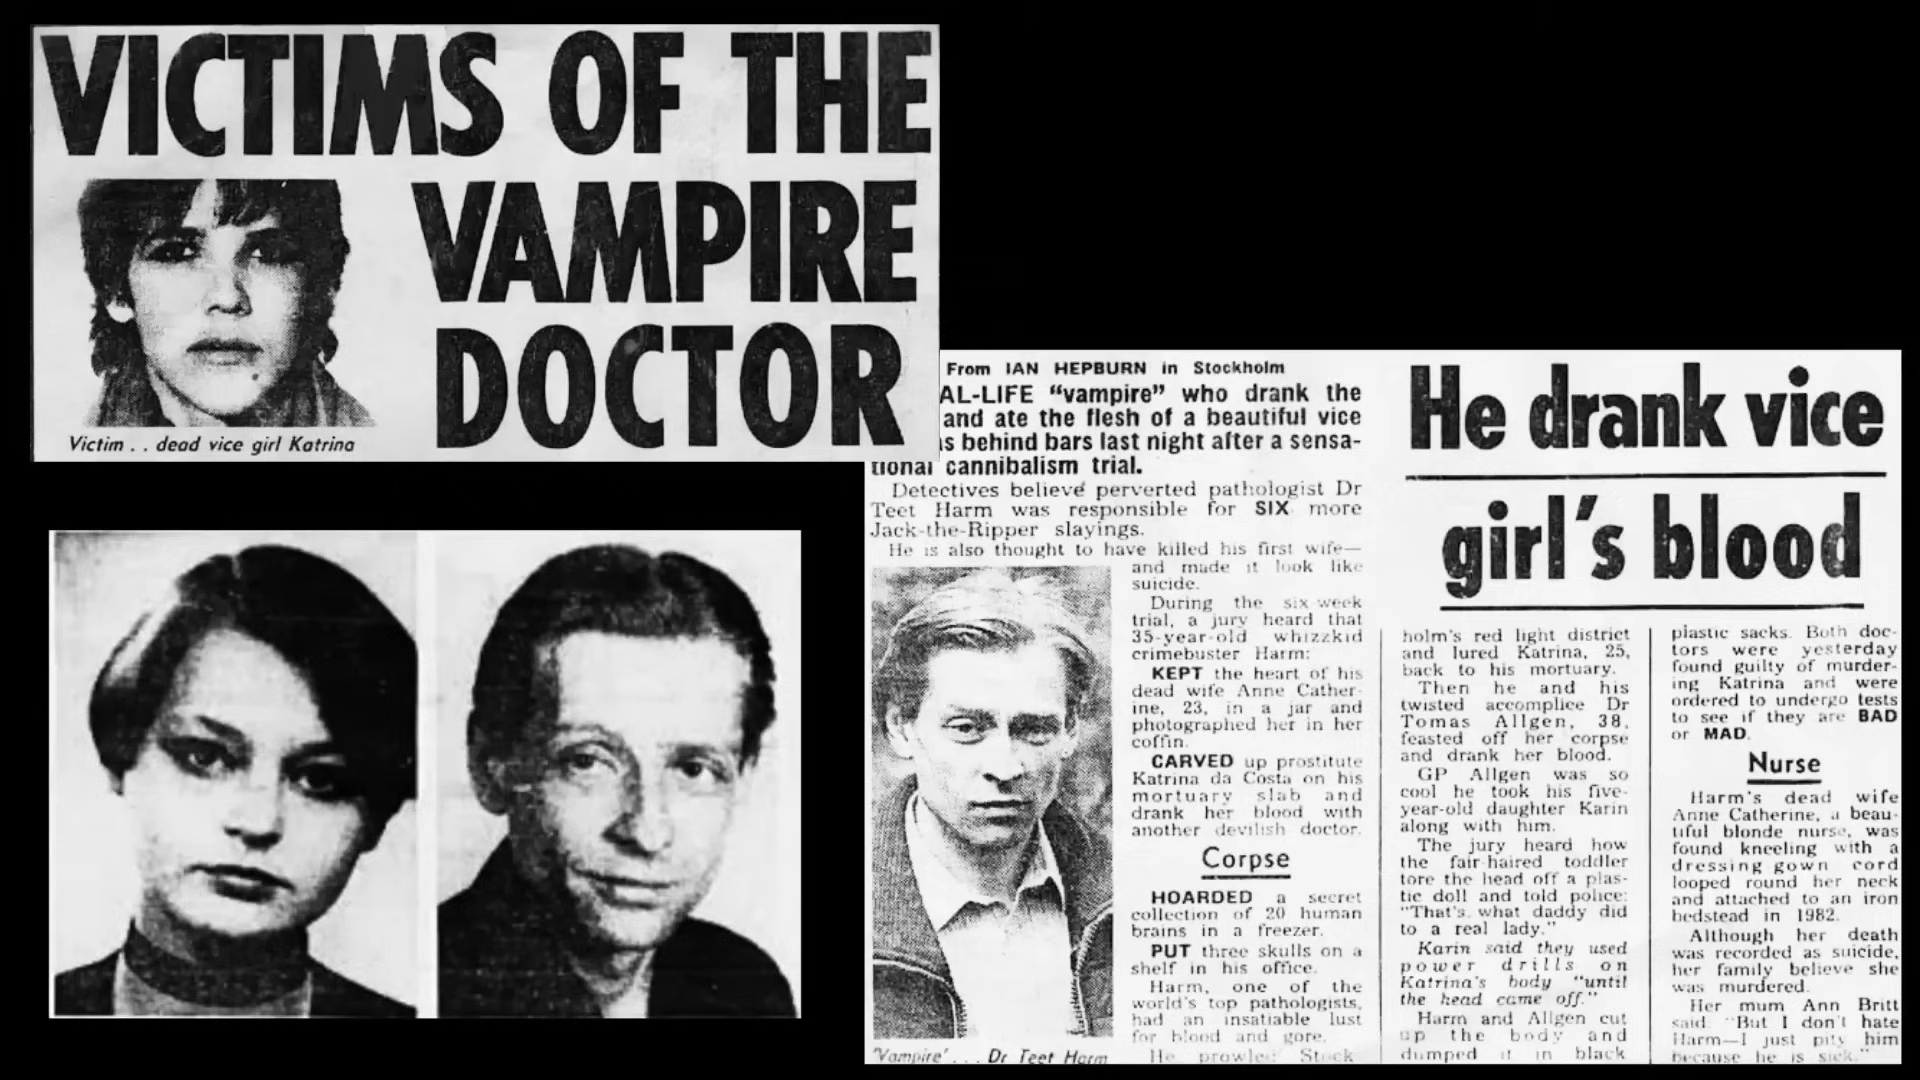 VICTIMS OF THE
VAMPIRE
DOCTOR
Victim . . dead vice girl Katrina
From IAN HEPBURN in Stockholm
AL-LIFE “vampire” who drank the
and ate the flesh of a beautiful vice
s behind bars last night after a sensa-
tional cannibalism trial.
Detectives believe perverted pathologist Dr
Teet Harm was responsible for SIX more
Jack-the-Ripper slayings.
He is also thought to have killed his first wife—
and made it look like
suicide.
During the six week
trial, a jury heard that
35-year-old whizzkid
crimebuster Harm:
KEPT the heart of his
dead wife Anne Cather-
ine, 23, in a jar and
photographed her in her
coffin.
CARVED up prostitute
Katrina da Costa on his
mortuary slab and
drank her blood with
another devilish doctor.
Corpse
HOARDED a secret
collection of 20 human
brains in a freezer.
PUT three skulls on a
shelf in his office.
Harm, one of the
world's top pathologists,
had an insatiable lust
for blood and gore.
He prowled Stock-
'Vampire' . . . Dr Teet Harm
He drank vice
girl's blood
holm's red light district
and lured Katrina, 25,
back to his mortuary.
Then he and his
twisted accomplice Dr
Tomas Allgen, 38,
feasted off her corpse
and drank her blood.
GP Allgen was so
cool he took his five-
year-old daughter Karin
along with him.
The jury heard how
the fair-haired toddler
tore the head off a plas-
tic doll and told police:
“That's what daddy did
to a real lady.”
Karin said they used
power drills on
Katrina's body “until
the head came off.”
Harm and Allgen cut
up the body and
dumped it in black
plastic sacks. Both doc-
tors were yesterday
found guilty of murder-
ing Katrina and were
ordered to undergo tests
to see if they are BAD
or MAD.
Nurse
Harm's dead wife
Anne Catherine, a beau-
tiful blonde nurse, was
found kneeling with a
dressing gown cord
looped round her neck
and attached to an iron
bedstead in 1982.
Although her death
was recorded as suicide,
her family believe she
was murdered.
Her mum Ann Britt
said: “But I don't hate
Harm—I just pity him
because he is sick.”